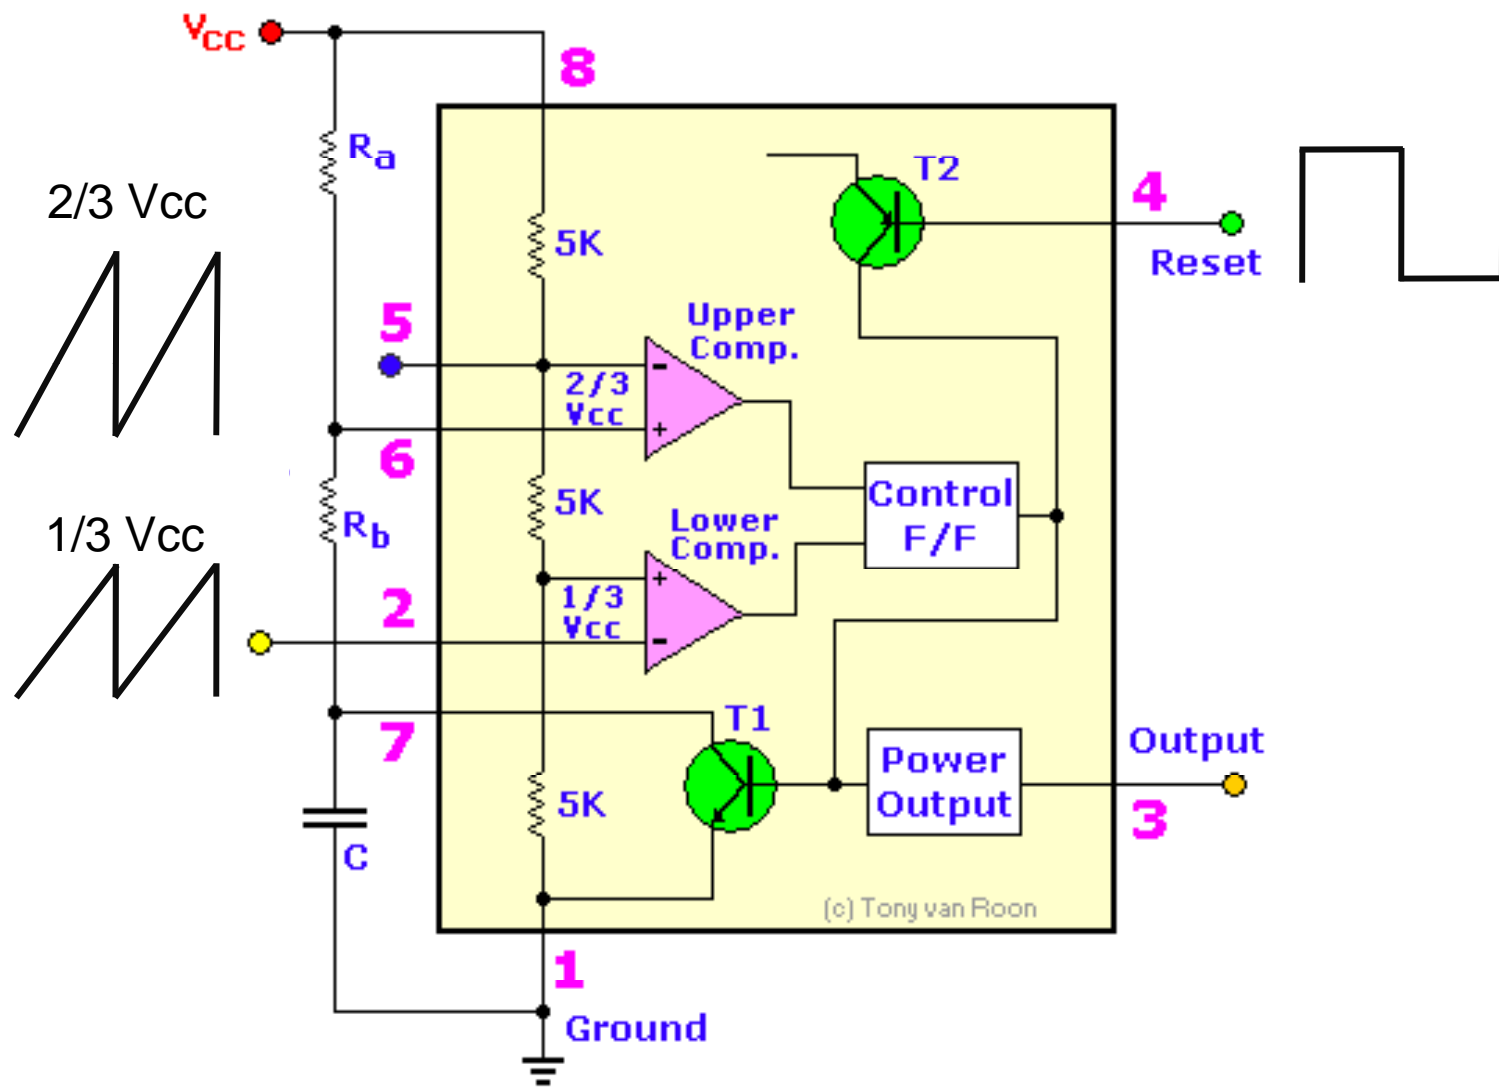 VCC
8
Ra
T2
4
2/3 Vcc
5K
Reset
5
Upper
Comp.
-
2/3
Vcc
+
6
Control
F/F
5K
Rb
1/3 Vcc
Lower
Comp.
+
2
1/3
Vcc
-
7
T1
Output
Power
Output
5K
3
C
(c) Tony van Roon
1
Ground